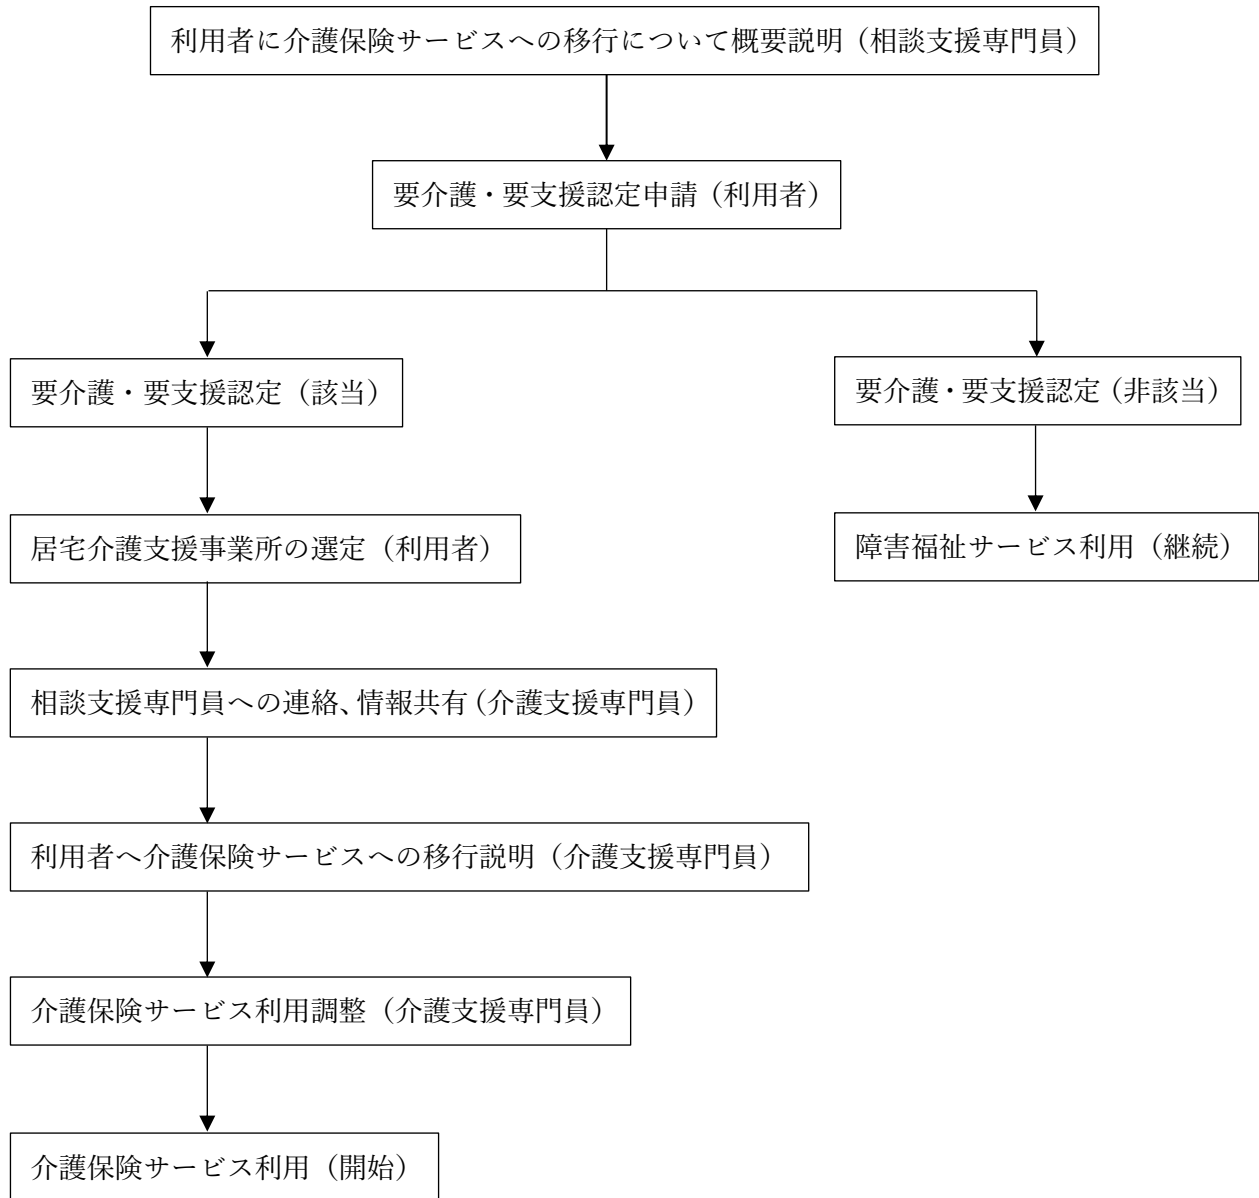 利用者に介護保険サービスへの移行について概要説明（相談支援専門員）
要介護・要支援認定申請（利用者）
要介護・要支援認定（該当）
要介護・要支援認定（非該当）
居宅介護支援事業所の選定（利用者）
障害福祉サービス利用（継続）
相談支援専門員への連絡、情報共有（介護支援専門員）
利用者へ介護保険サービスへの移行説明（介護支援専門員）
介護保険サービス利用調整（介護支援専門員）
介護保険サービス利用（開始）